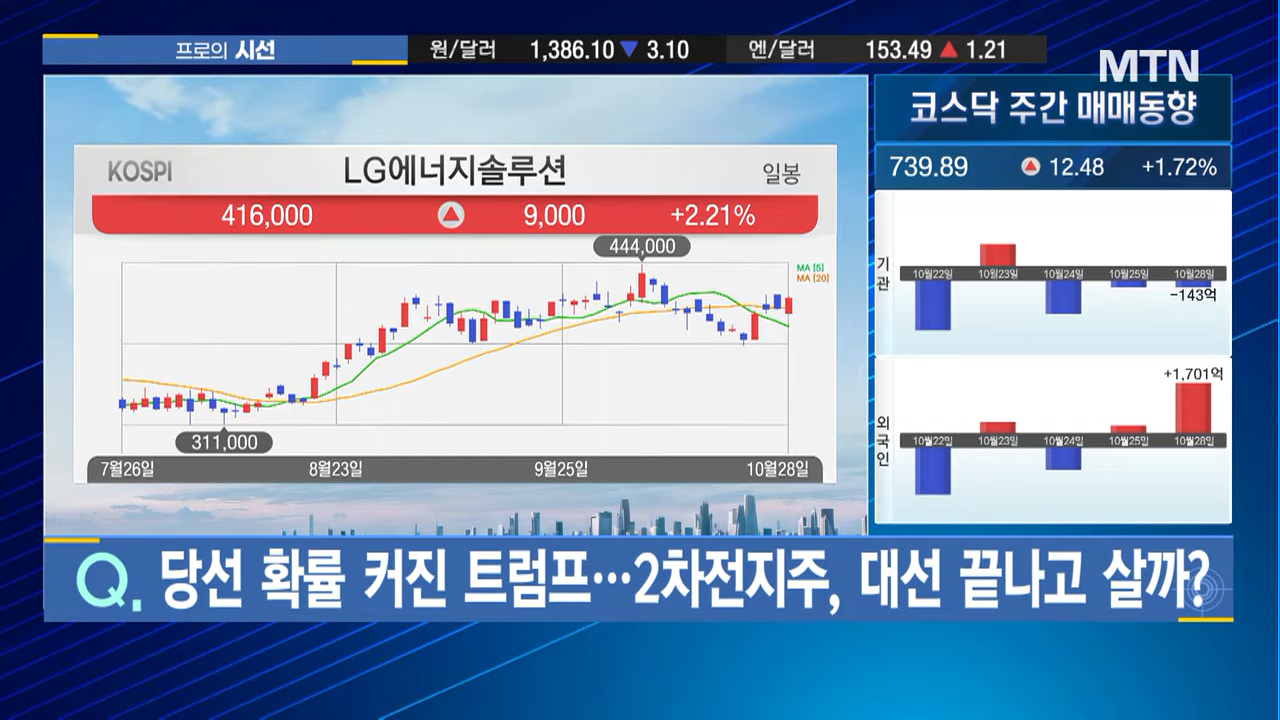 프로의 시선
원/달러 1,386.10 ▼ 3.10 엔/달러 153.49 ▲ 1.21
MTN
KOSPI LG에너지솔루션 일봉
416,000 ▲ 9,000 +2.21%
444,000
MA [5]
MA [20]
311,000
7월26일 8월23일 9월25일 10월28일
코스닥 주간 매매동향
739.89 ▲ 12.48 +1.72%
기관
10월22일 10월23일 10월24일 10월25일 10월28일
-143억
+1,701억
외국인
10월22일 10월23일 10월24일 10월25일 10월28일
Q. 당선 확률 커진 트럼프…2차전지주, 대선 끝나고 살까?